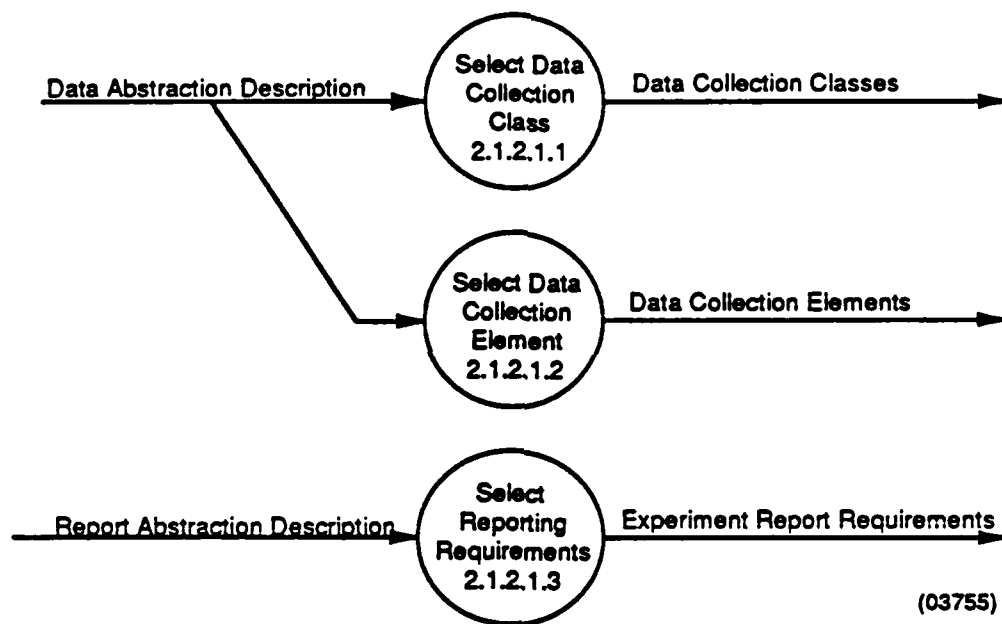 Data Abstraction Description
Select Data
Collection
Class
2.1.2.1.1
Data Collection Classes
Select Data
Collection
Element
2.1.2.1.2
Data Collection Elements
Report Abstraction Description
Select
Reporting
Requirements
2.1.2.1.3
Experiment Report Requirements
(03755)